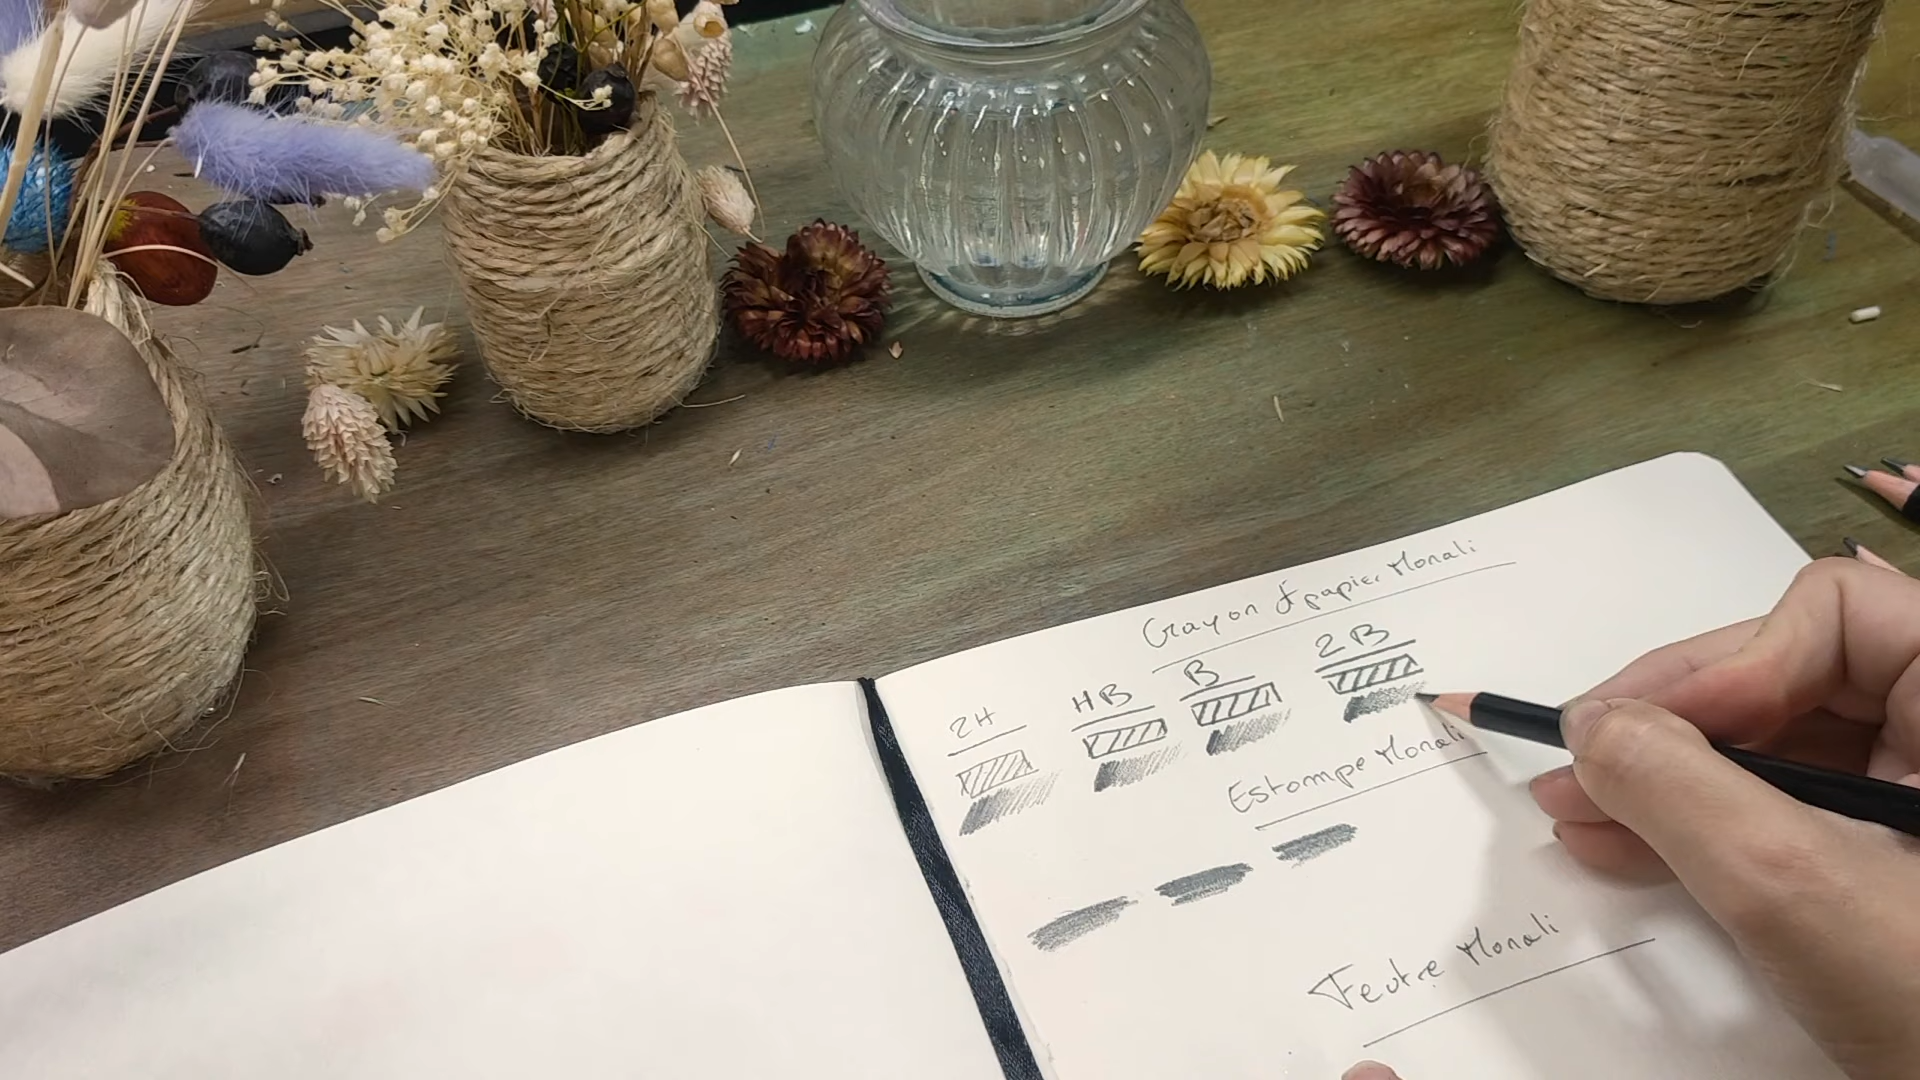 Crayon papier Monali
2H HB B 2B
Estompe Monali
Feutre Monali